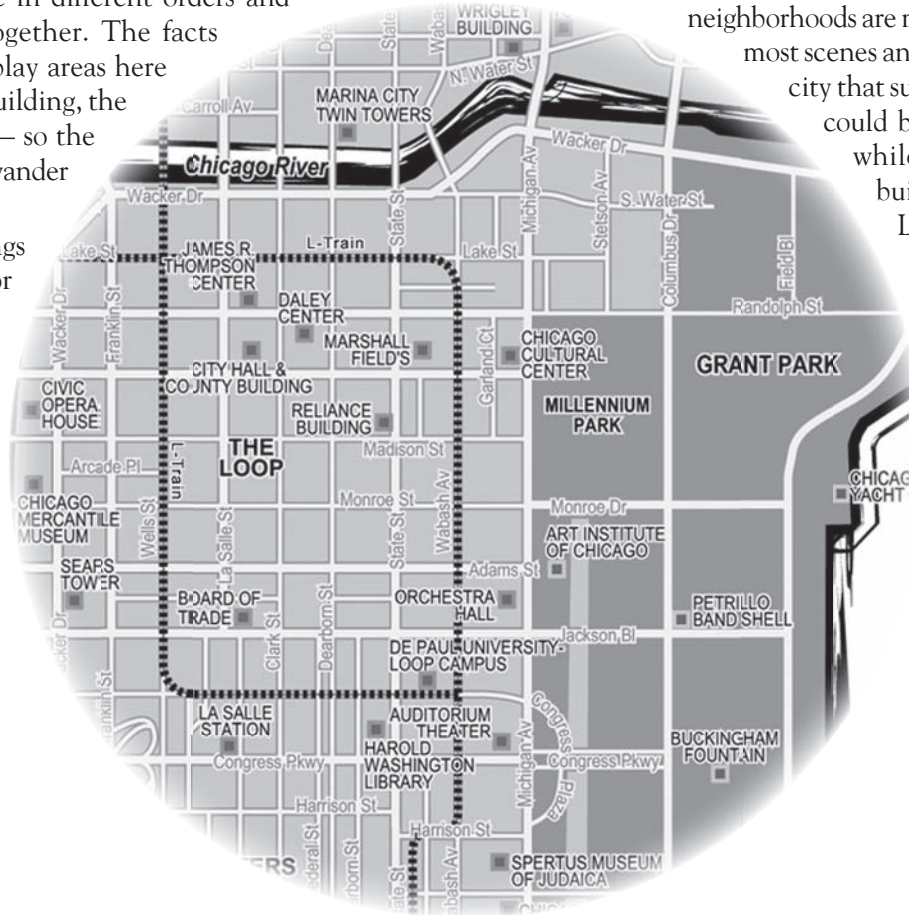 e in different orders and
ogether. The facts
play areas here
uilding, the
— so the
vander
ngs
or
neighborhoods are
most scenes an
city that su
could b
while
bui
L
WRIGLEY
BUILDING
N. Water St
Carroll Av
MARINA CITY
TWIN TOWERS
Chicago River
Wacker Dr
Wacker Dr
Michigan Av
Stetson Av
S. Water St
Columbus Dr
Field Bl
State St
Lake St
L-Train
Lake St
JAMES R.
THOMPSON
CENTER
DALEY
CENTER
Randolph St
Wacker Dr
Franklin St
MARSHALL
FIELD'S
Garland Ct
CHICAGO
CULTURAL
CENTER
GRANT PARK
CITY HALL &
COUNTY BUILDING
CIVIC
OPERA
HOUSE
RELIANCE
BUILDING
MILLENNIUM
PARK
THE
LOOP
Madison St
Arcade Pl
L-Train
CHICAGO
MERCANTILE
MUSEUM
Wells St
La Salle St
Monroe St
State St
Wabash Av
Monroe Dr
CHICAG
YACHT
ART INSTITUTE
OF CHICAGO
SEARS
TOWER
Adams St
BOARD OF
TRADE
Clark St
Dearborn St
ORCHESTRA
HALL
PETRILLO
BAND SHELL
Jackson Bl
DE PAUL UNIVERSITY-
LOOP CAMPUS
LA SALLE
STATION
AUDITORIUM
THEATER
HAROLD
WASHINGTON
LIBRARY
Congress Pkwy
Michigan Av
Congress Plaza
Congress Pkwy
BUCKINGHAM
FOUNTAIN
Harrison St
Harrison St
SPERTUS MUSEUM
OF JUDAICA